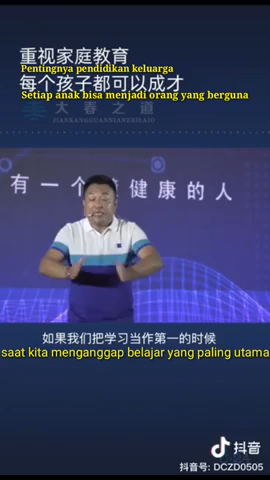 重视家庭教育
Pentingnya pendidikan keluarga
每个孩子都可以成才
Setiap anak bisa menjadi orang yang berguna
大春之道
有一个
健康的人
如果我们把学习当作第一的时候
saat kita menganggap belajar yang paling utama
抖音
抖音号: DCZD0505